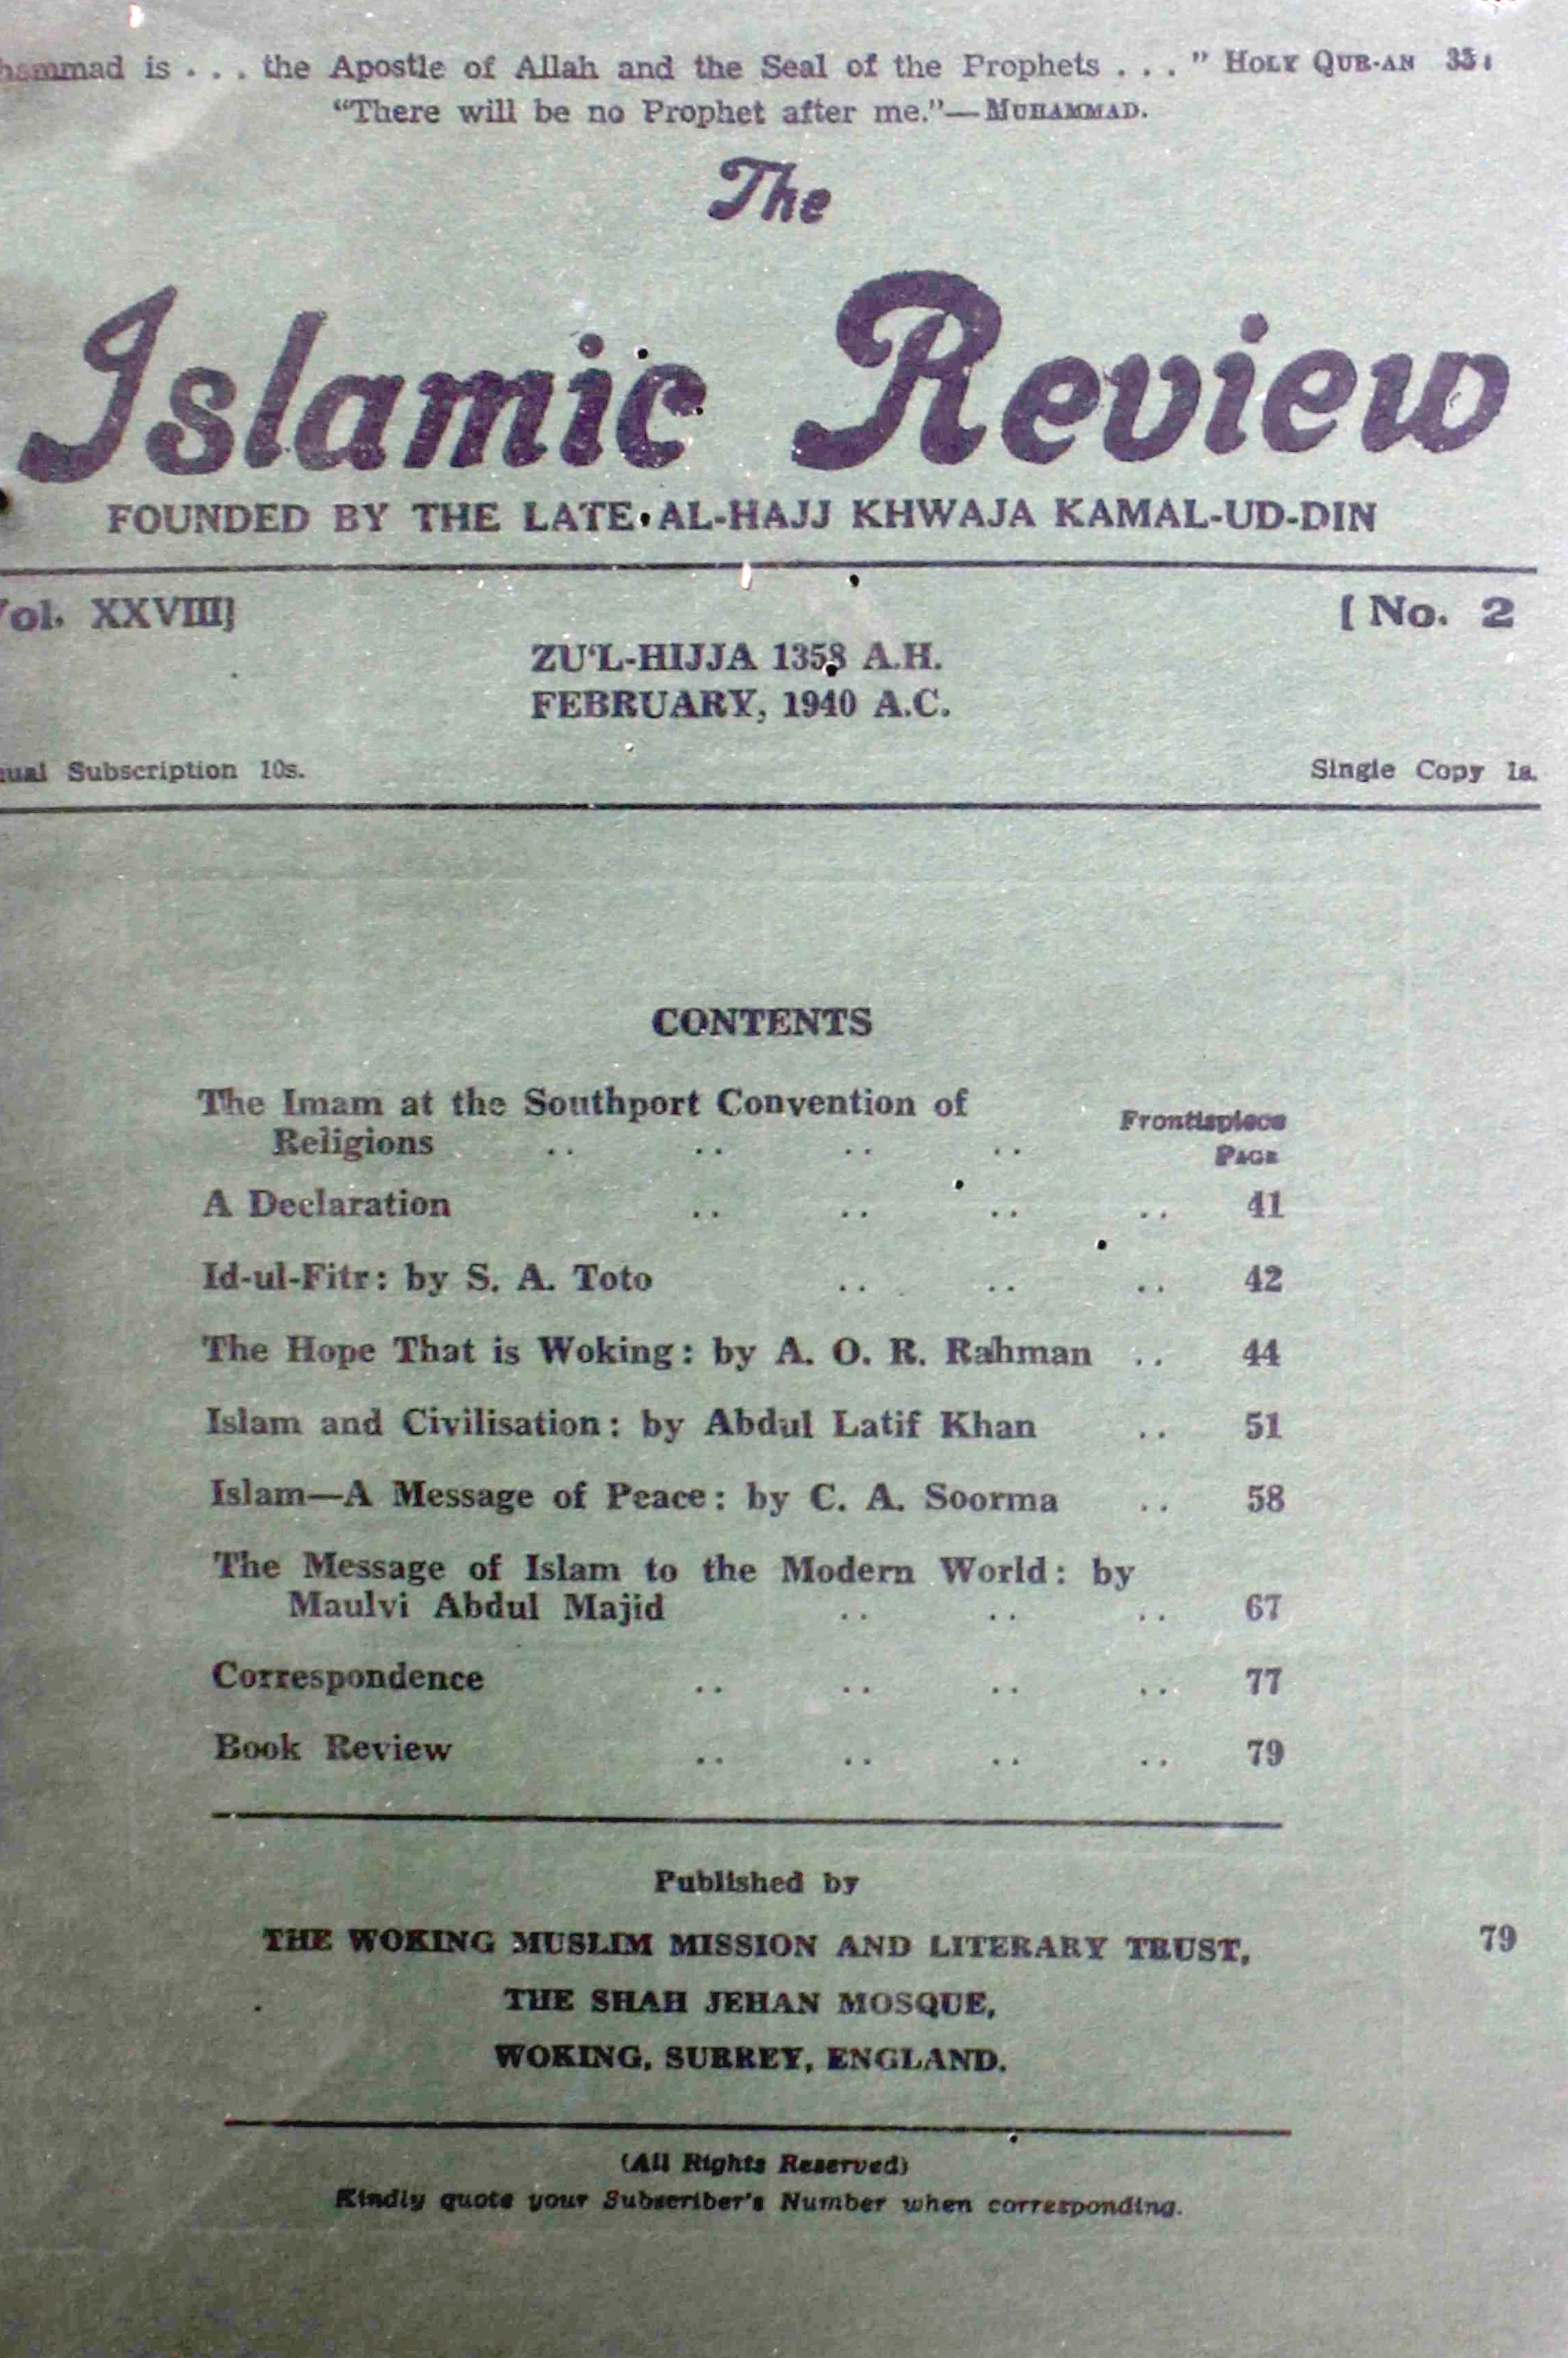 hammad is . . . the Apostle of Allah and the Seal of the Prophets . . . " HOLY QUR-AN 33:
"There will be no Prophet after me."—MUHAMMAD.
The
Islamic Review
FOUNDED BY THE LATE AL-HAJJ KHWAJA KAMAL-UD-DIN
Vol. XXVIII] [ No. 2
ZU'L-HIJJA 1358 A.H.
FEBRUARY, 1940 A.C.
nual Subscription 10s. Single Copy 1s.
CONTENTS
The Imam at the Southport Convention of
Religions .. .. .. .. Frontispiece
PAGE
A Declaration .. .. .. .. 41
Id-ul-Fitr: by S. A. Toto .. .. .. 42
The Hope That is Woking: by A. O. R. Rahman .. 44
Islam and Civilisation: by Abdul Latif Khan .. 51
Islam—A Message of Peace: by C. A. Soorma .. 58
The Message of Islam to the Modern World: by
Maulvi Abdul Majid .. .. .. 67
Correspondence .. .. .. .. 77
Book Review .. .. .. .. 79
Published by
THE WOKING MUSLIM MISSION AND LITERARY TRUST,
79
THE SHAH JEHAN MOSQUE,
WOKING, SURREY, ENGLAND.
(All Rights Reserved)
Kindly quote your Subscriber's Number when corresponding.